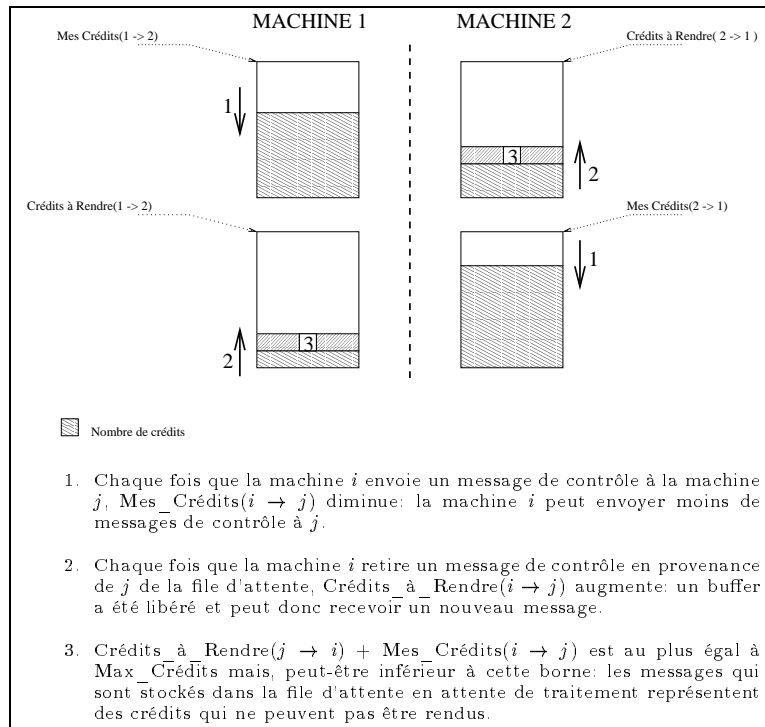 MACHINE 1 MACHINE 2
Mes Crédits(1 -> 2) Crédits à Rendre( 2 -> 1 )
1
3
2
Crédits à Rendre(1 -> 2) Mes Crédits(2 -> 1)
1
3
2
Nombre de crédits
1. Chaque fois que la machine i envoie un message de contrôle à la machine
j, Mes_Crédits(i → j) diminue: la machine i peut envoyer moins de
messages de contrôle à j.
2. Chaque fois que la machine i retire un message de contrôle en provenance
de j de la file d'attente, Crédits_à_Rendre(i → j) augmente: un buffer
a été libéré et peut donc recevoir un nouveau message.
3. Crédits_à_Rendre(j → i) + Mes_Crédits(i → j) est au plus égal à
Max_Crédits mais, peut-être inférieur à cette borne: les messages qui
sont stockés dans la file d'attente en attente de traitement représentent
des crédits qui ne peuvent pas être rendus.